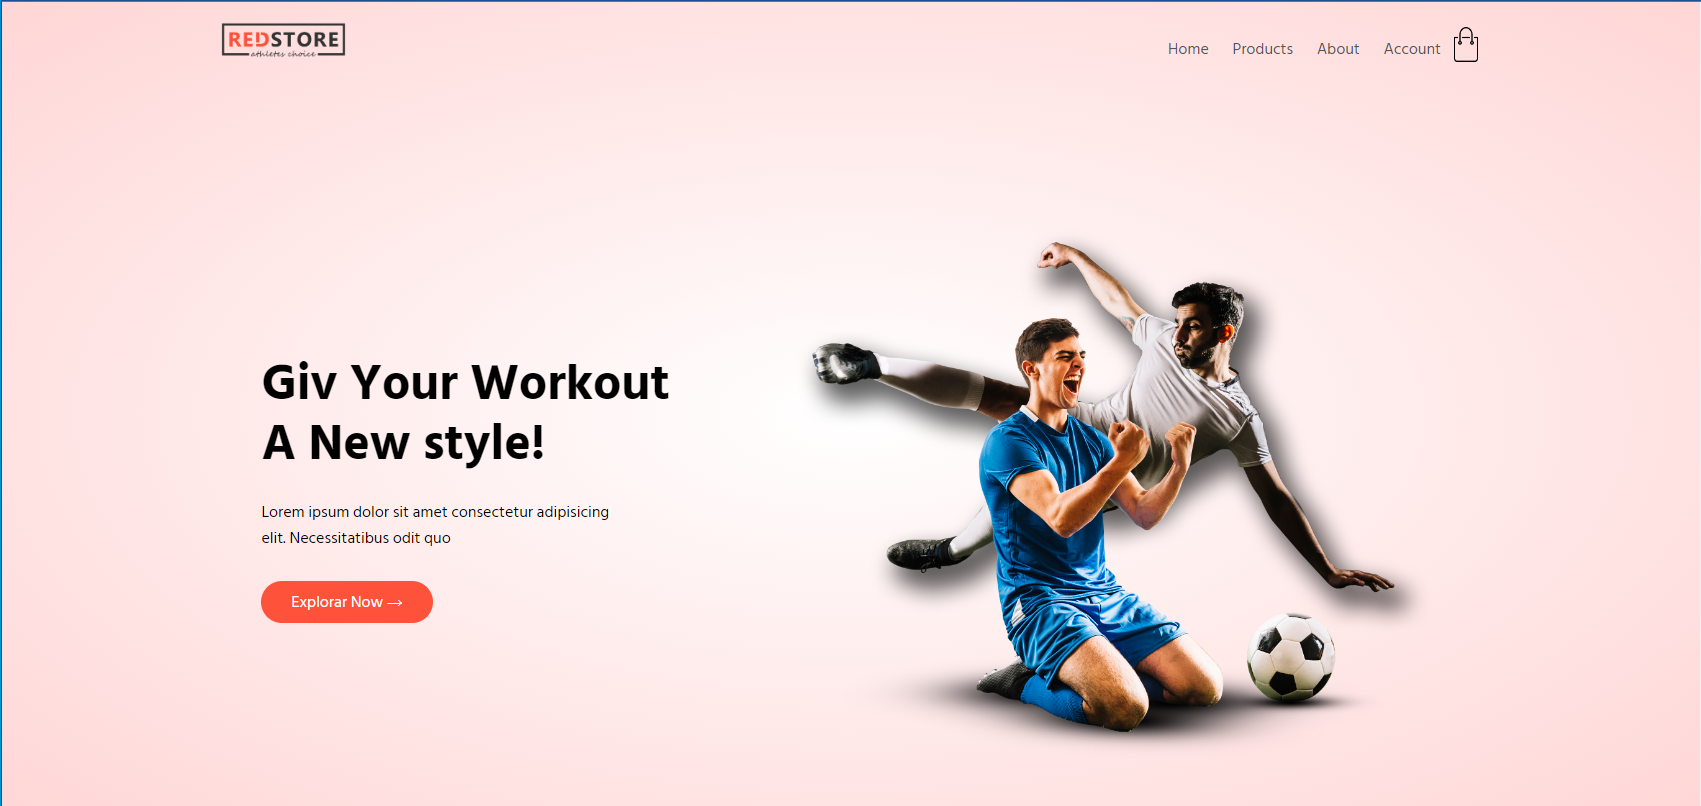 REDSTORE
athletes choice
Home Products About Account
Giv Your Workout
A New style!
Lorem ipsum dolor sit amet consectetur adipisicing
elit. Necessitatibus odit quo
Explorar Now →